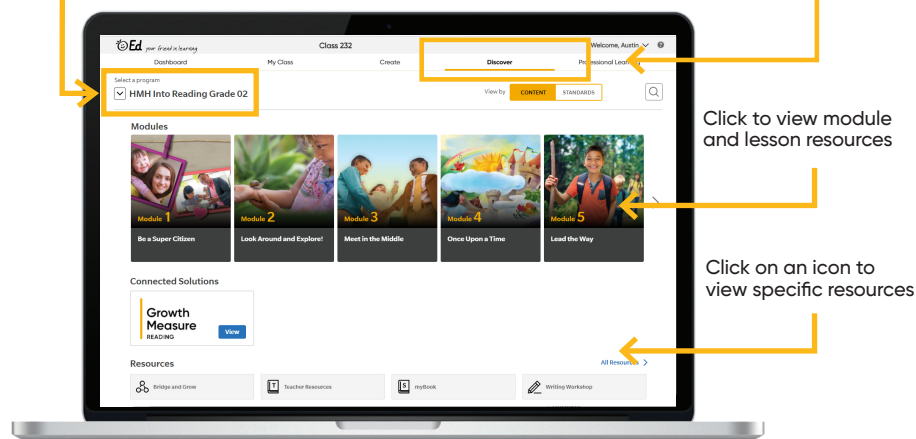 Ed your friend in learning
Class 232
Welcome, Austin
Dashboard
My Class
Create
Discover
Professional Learning
Select a program
HMH Into Reading Grade 02
View by
CONTENT
STANDARDS
Modules
Module 1
Be a Super Citizen
Module 2
Look Around and Explore!
Module 3
Meet in the Middle
Module 4
Once Upon a Time
Module 5
Lead the Way
Click to view module
and lesson resources
Connected Solutions
Growth
Measure
READING
View
Click on an icon to
view specific resources
Resources
All Resources
Bridge and Grow
T
Teacher Resources
S
myBook
Writing Workshop